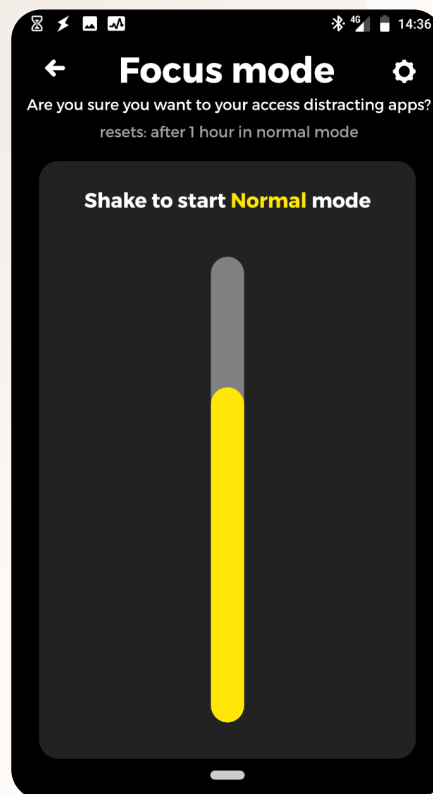 4G 14:36
Focus mode
Are you sure you want to your access distracting apps?
resets: after 1 hour in normal mode
Shake to start Normal mode